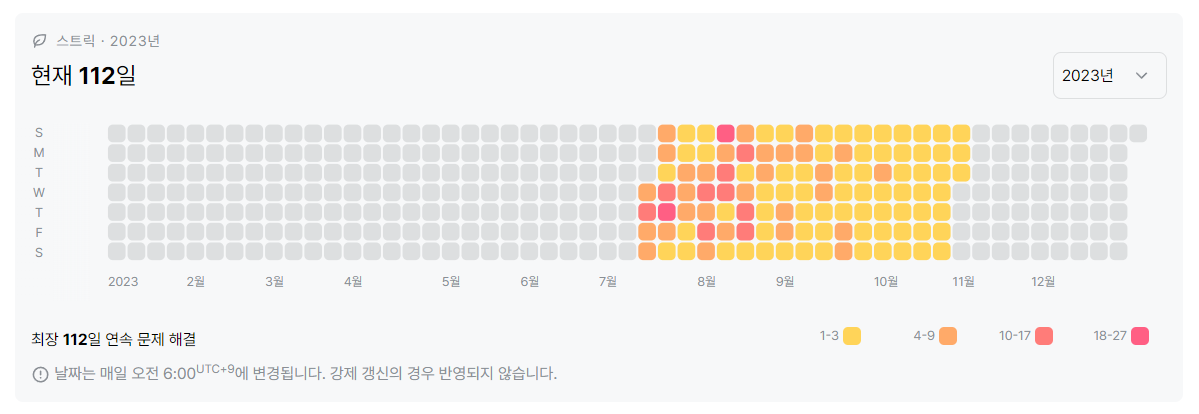 스트릭 · 2023년
현재 112일
2023년
S
M
T
W
T
F
S
2023 2월 3월 4월 5월 6월 7월 8월 9월 10월 11월 12월
최장 112일 연속 문제 해결
1-3 4-9 10-17 18-27
날짜는 매일 오전 6:00UTC+9에 변경됩니다. 강제 갱신의 경우 반영되지 않습니다.